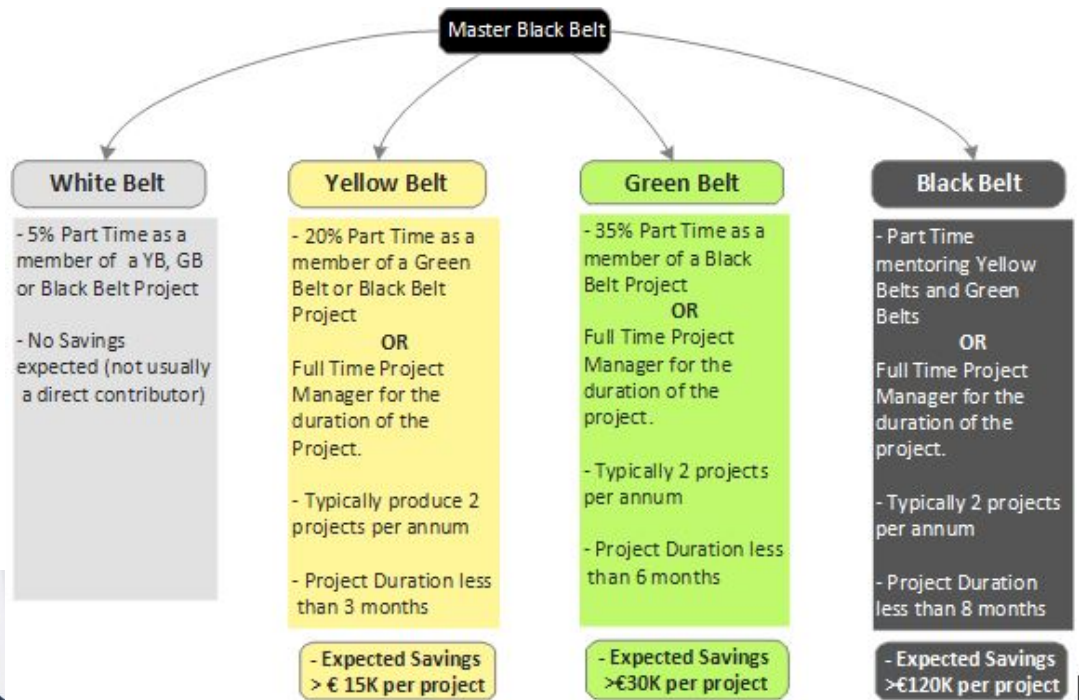 Master Black Belt
White Belt
- 5% Part Time as a
member of a YB, GB
or Black Belt Project
- No Savings
expected (not usually
a direct contributor)
Yellow Belt
- 20% Part Time as a
member of a Green
Belt or Black Belt
Project
OR
Full Time Project
Manager for the
duration of the
Project.
- Typically produce 2
projects per annum
- Project Duration less
than 3 months
- Expected Savings
> € 15K per project
Green Belt
- 35% Part Time as a
member of a Black
Belt Project
OR
Full Time Project
Manager for the
duration of the
project.
- Typically 2 projects
per annum
- Project Duration less
than 6 months
- Expected Savings
>€30K per project
Black Belt
- Part Time
mentoring Yellow
Belts and Green
Belts
OR
Full Time Project
Manager for the
duration of the
project.
- Typically 2 projects
per annum
- Project Duration
less than 8 months
- Expected Savings
>€120K per project